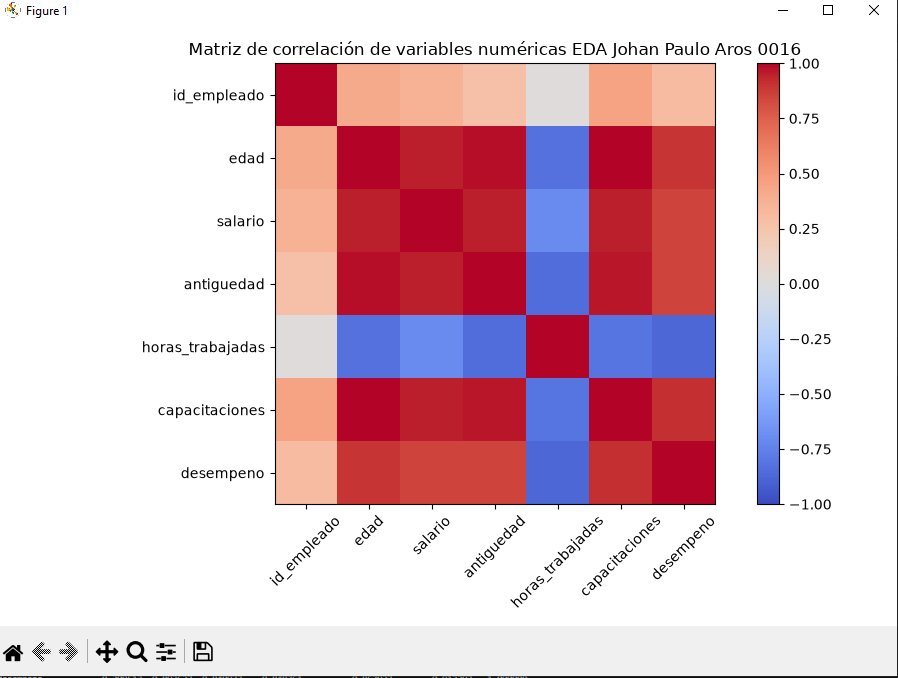 Figure 1
Matriz de correlación de variables numéricas EDA Johan Paulo Aros 0016
id_empleado
edad
salario
antiguedad
horas_trabajadas
capacitaciones
desempeno
id_empleado
edad
salario
antiguedad
horas_trabajadas
capacitaciones
desempeno
1.00
0.75
0.50
0.25
0.00
−0.25
−0.50
−0.75
−1.00